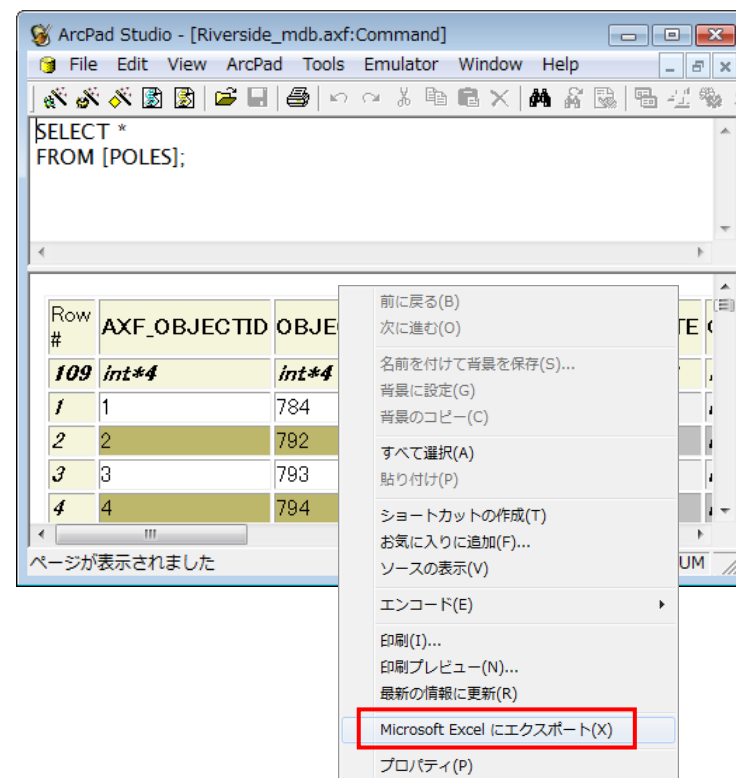 ArcPad Studio - [Riverside_mdb.axf:Command]
File Edit View ArcPad Tools Emulator Window Help
SELECT *
FROM [POLES];
Row # AXF_OBJECTID
109 int*4 int*4
1 1 784
2 2 792
3 3 793
4 4 794
ページが表示されました
前に戻る(B)
次に進む(O)
名前を付けて背景を保存(S)...
背景に設定(G)
背景のコピー(C)
すべて選択(A)
貼り付け(P)
ショートカットの作成(T)
お気に入りに追加(F)...
ソースの表示(V)
エンコード(E)
印刷(I)...
印刷プレビュー(N)...
最新の情報に更新(R)
Microsoft Excel にエクスポート(X)
プロパティ(P)